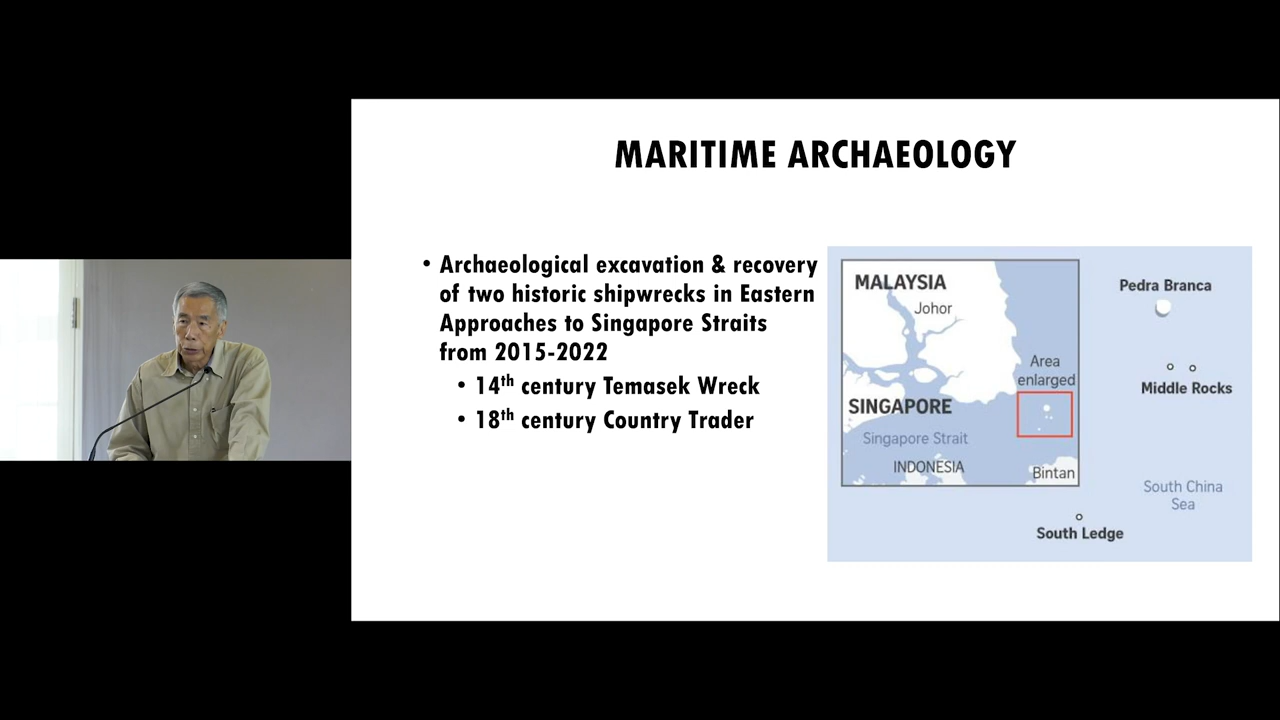 MARITIME ARCHAEOLOGY
• Archaeological excavation & recovery
of two historic shipwrecks in Eastern
Approaches to Singapore Straits
from 2015-2022
• 14th century Temasek Wreck
• 18th century Country Trader
MALAYSIA
Johor
Area
enlarged
SINGAPORE
Singapore Strait
INDONESIA
Bintan
Pedra Branca
Middle Rocks
South China
Sea
South Ledge